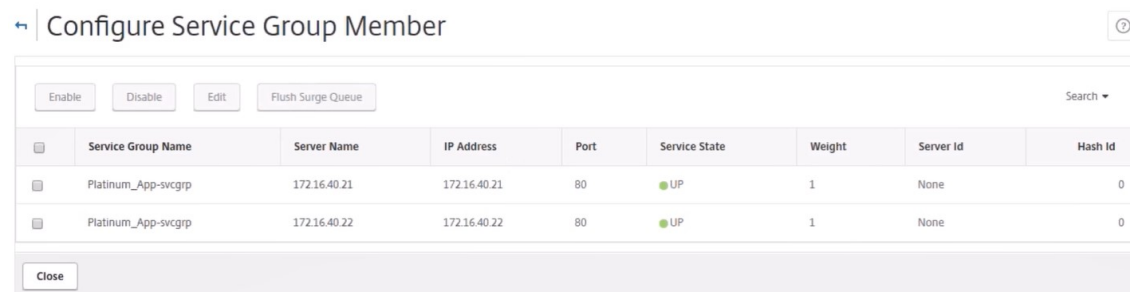 Configure Service Group Member
?
Enable Disable Edit Flush Surge Queue Search
Service Group Name Server Name IP Address Port Service State Weight Server Id Hash Id
Platinum_App-svcgrp 172.16.40.21 172.16.40.21 80 UP 1 None 0
Platinum_App-svcgrp 172.16.40.22 172.16.40.22 80 UP 1 None 0
Close